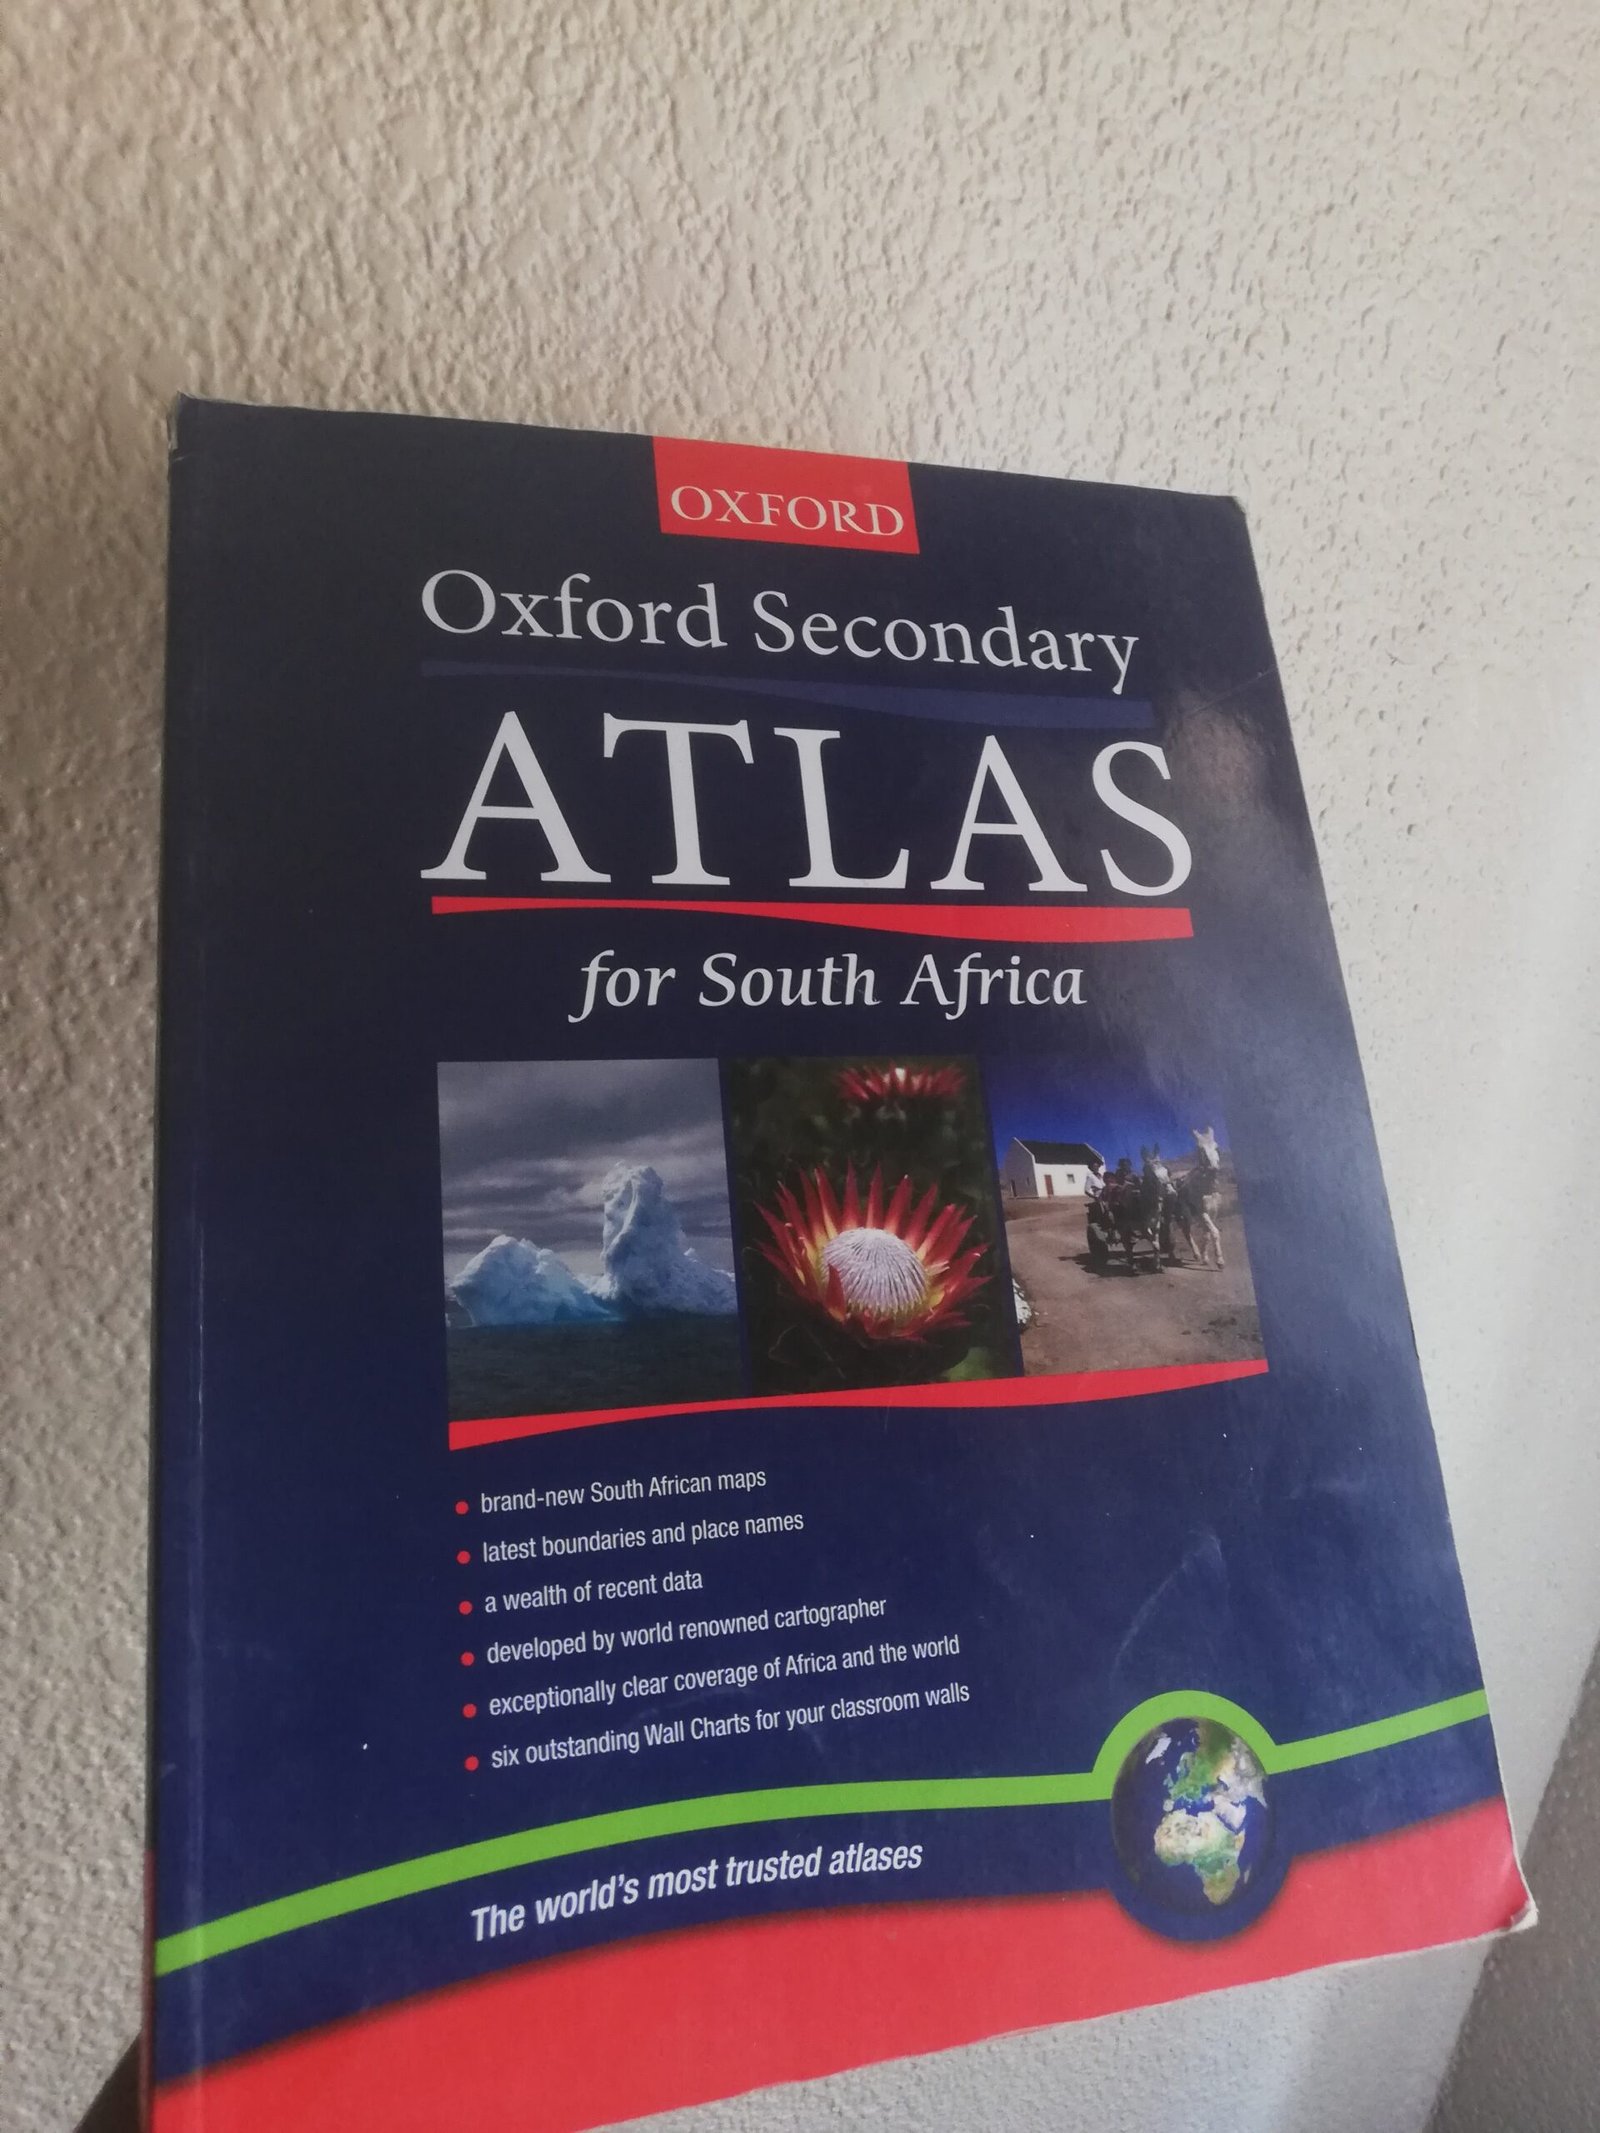 OXFORD
Oxford Secondary
ATLAS
for South Africa
brand-new South African maps
latest boundaries and place names
a wealth of recent data
developed by world renowned cartographer
exceptionally clear coverage of Africa and the world
six outstanding Wall Charts for your classroom walls
The world's most trusted atlases